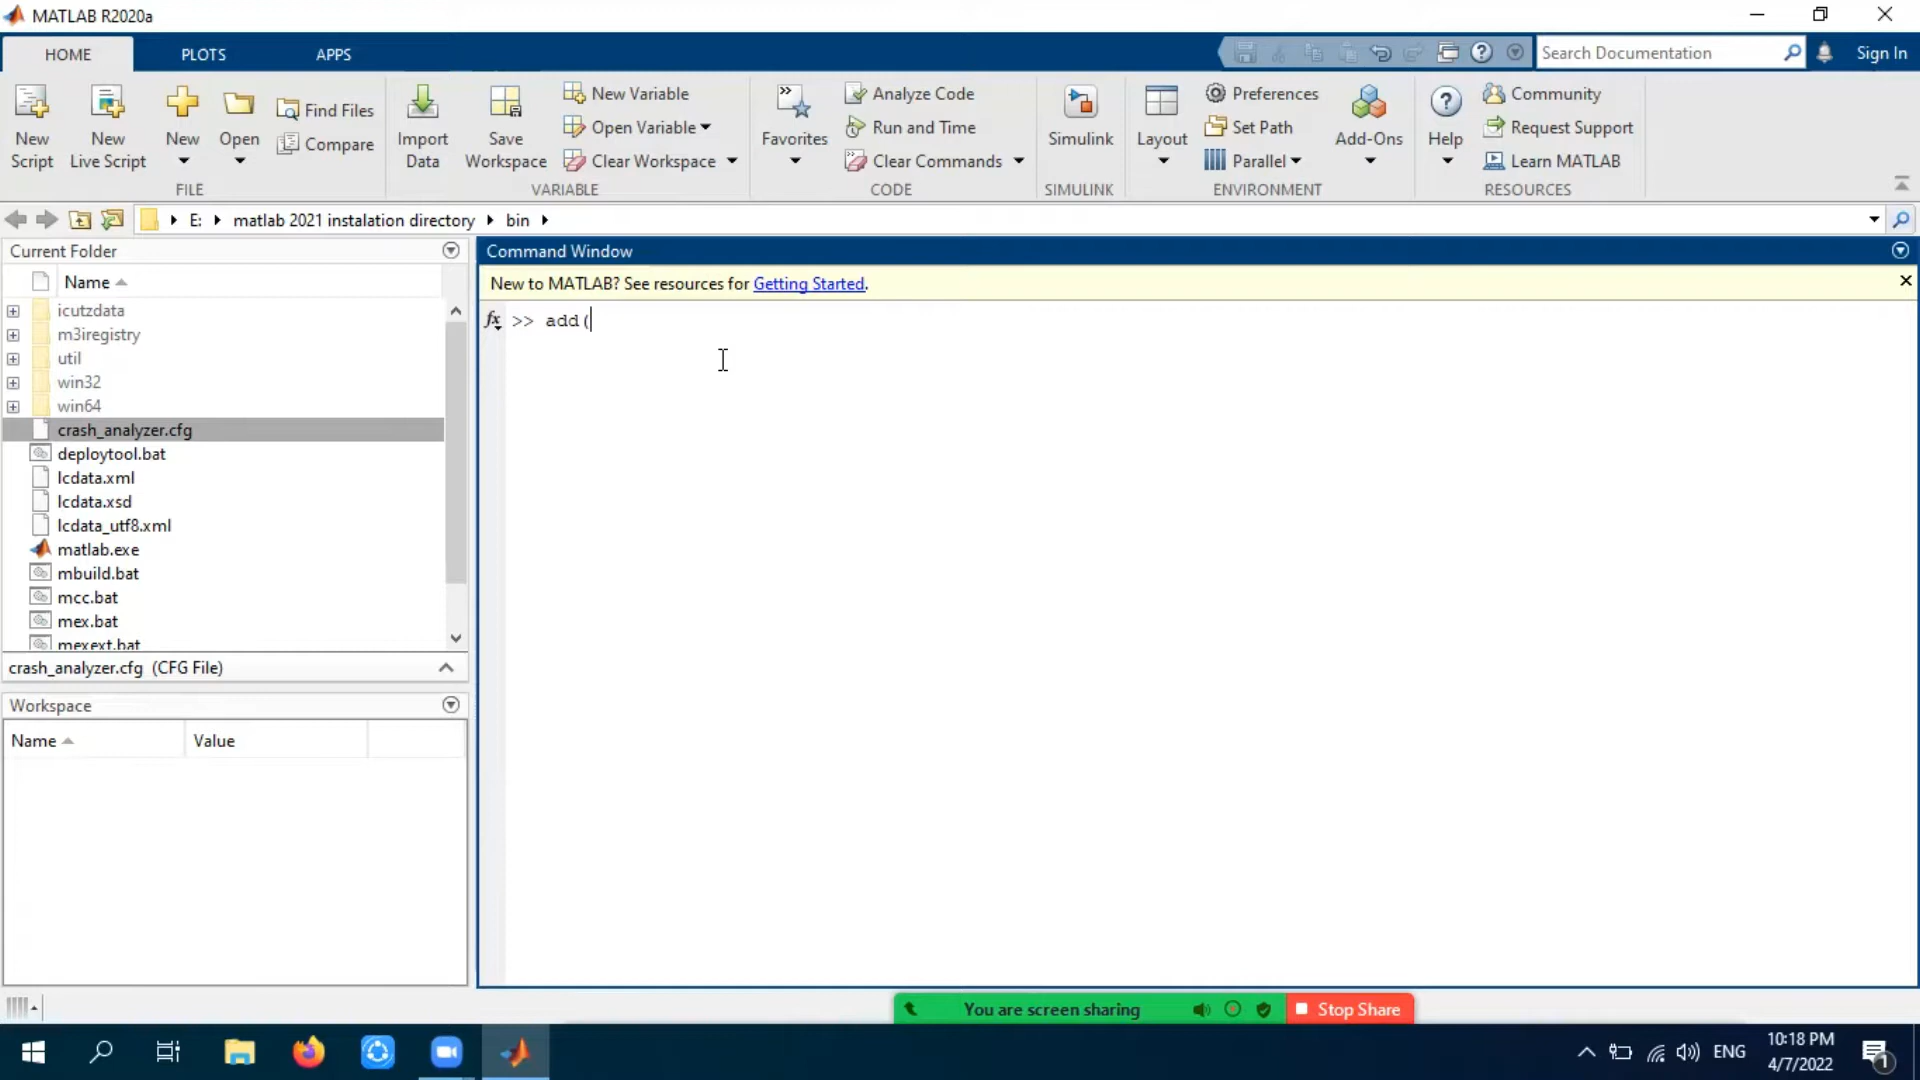 MATLAB R2020a
HOME
PLOTS
APPS
Search Documentation
Sign In
New Script
New Live Script
New
Open
Find Files
Compare
FILE
Import Data
Save Workspace
New Variable
Open Variable
Clear Workspace
VARIABLE
Favorites
Analyze Code
Run and Time
Clear Commands
CODE
Simulink
SIMULINK
Layout
Preferences
Set Path
Parallel
Add-Ons
ENVIRONMENT
Help
Community
Request Support
Learn MATLAB
RESOURCES
E: matlab 2021 instalation directory bin
Current Folder
Name
icutzdata
m3iregistry
util
win32
win64
crash_analyzer.cfg
deploytool.bat
lcdata.xml
lcdata.xsd
lcdata_utf8.xml
matlab.exe
mbuild.bat
mcc.bat
mex.bat
mexext.bat
crash_analyzer.cfg (CFG File)
Workspace
Name Value
Command Window
New to MATLAB? See resources for Getting Started.
fx >> add(
You are screen sharing
Stop Share
ENG
10:18 PM
4/7/2022
1